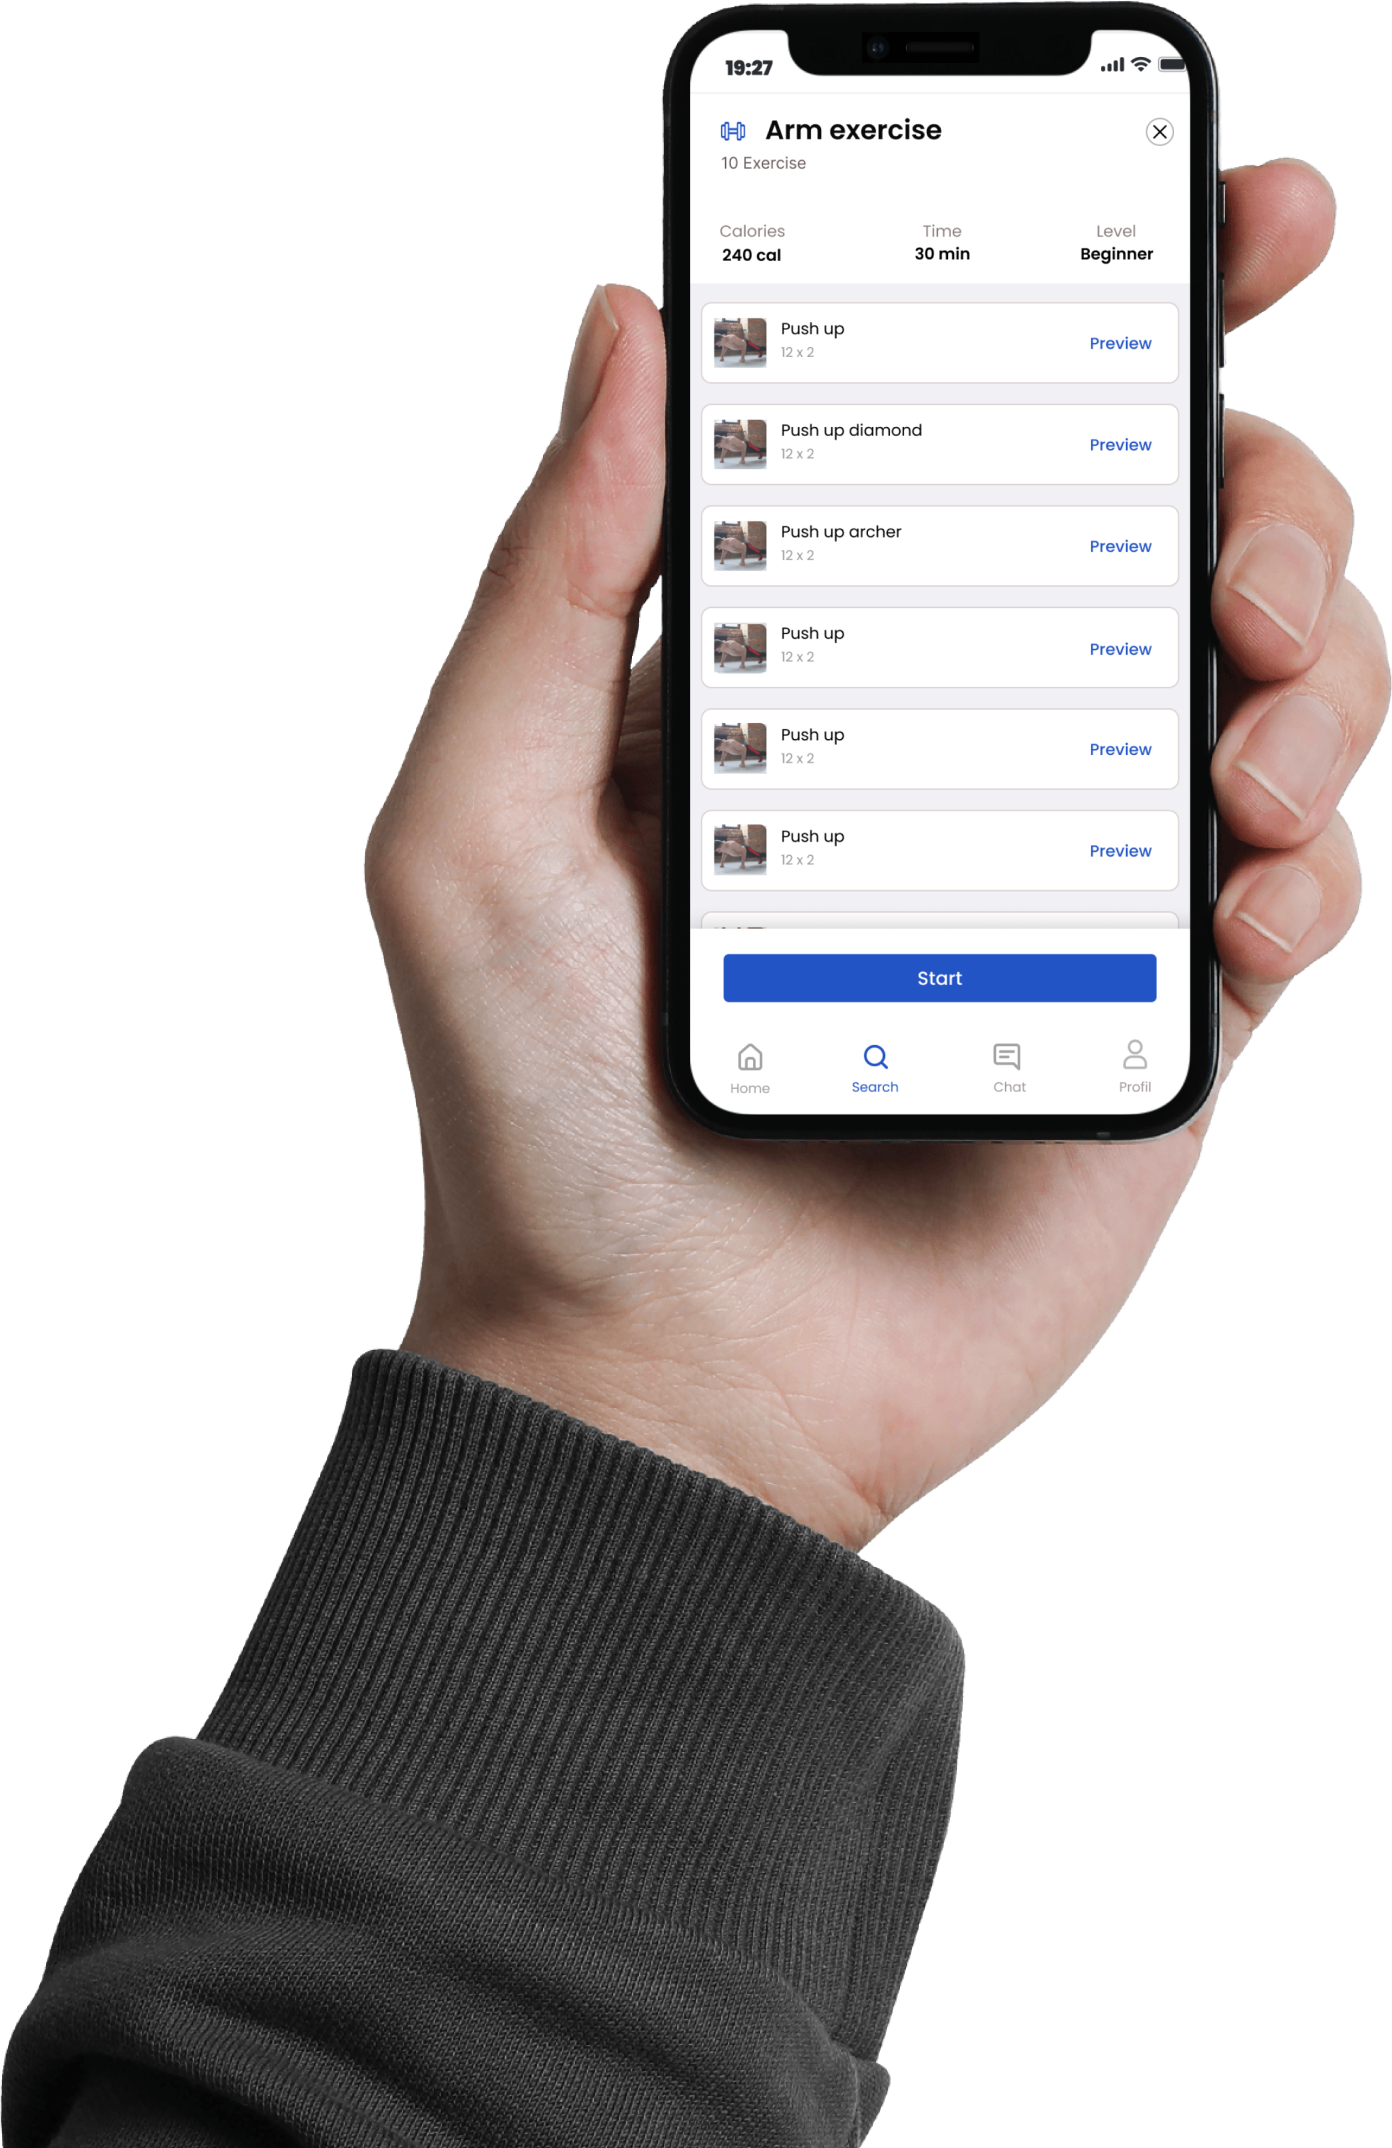 19:27
Arm exercise
10 Exercise
Calories Time Level
240 cal 30 min Beginner
Push up
12 x 2
Preview
Push up diamond
12 x 2
Preview
Push up archer
12 x 2
Preview
Push up
12 x 2
Preview
Push up
12 x 2
Preview
Push up
12 x 2
Preview
Start
Home Search Chat Profil